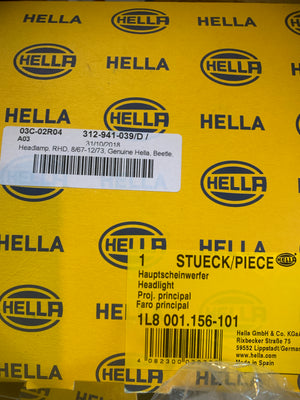 HELLA HELLA
HELLA
03C-02R04 312-941-039/D /
A03 31/10/2018
Headlamp, RHD, 8/67-12/73, Genuine Hella, Beetle.
HELLA
HELLA HELLA
HELLA
HELLA
1 STUECK/PIECE HELLA
Hauptscheinwerfer
Headlight
Proj. principal
Faro principal
HELLA
1L8 001.156-101
HELLA
Hella GmbH & Co. KGaA
Rixbecker Straße 75
59552 Lippstadt/German
www.hella.com
Made in Spain
HELLA